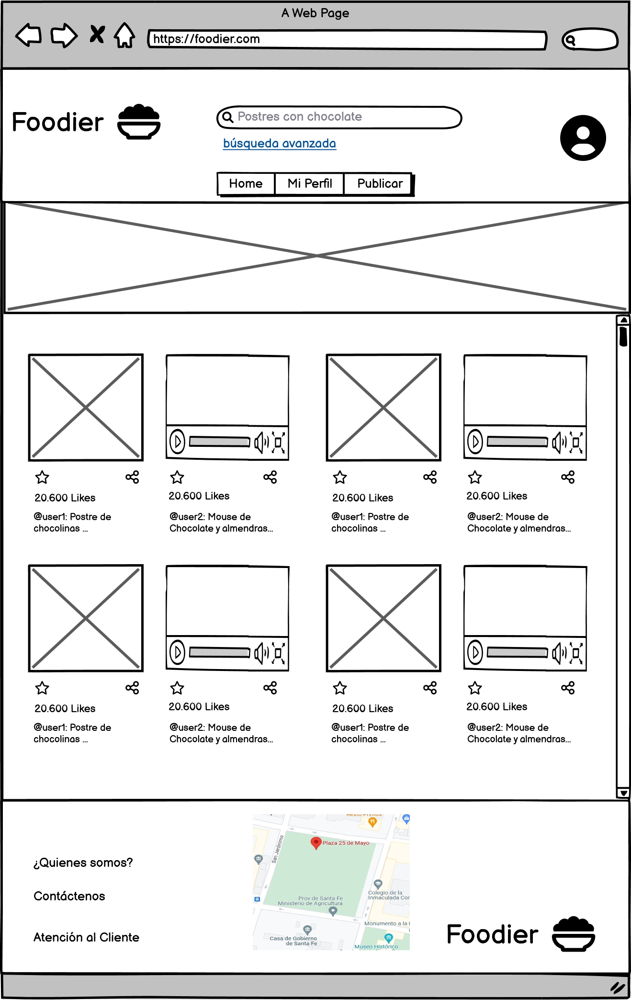 A Web Page
https://foodier.com
Foodier
Postres con chocolate
búsqueda avanzada
Home
Mi Perfil
Publicar
20.600 Likes
@user1: Postre de
chocolinas ...
20.600 Likes
@user2: Mouse de
Chocolate y almendras...
20.600 Likes
@user1: Postre de
chocolinas ...
20.600 Likes
@user2: Mouse de
Chocolate y almendras...
20.600 Likes
@user1: Postre de
chocolinas ...
20.600 Likes
@user2: Mouse de
Chocolate y almendras...
20.600 Likes
@user1: Postre de
chocolinas ...
20.600 Likes
@user2: Mouse de
Chocolate y almendras...
¿Quienes somos?
Contáctenos
Atención al Cliente
Resto Primos
San Jerónimo
Plaza 25 de Mayo
Colegio de la
Inmaculada Con
Prov de Santa Fe
Ministerio de Agricultura
Monumento a la
Casa de Gobierno
de Santa Fe
Museo Histórico
Foodier